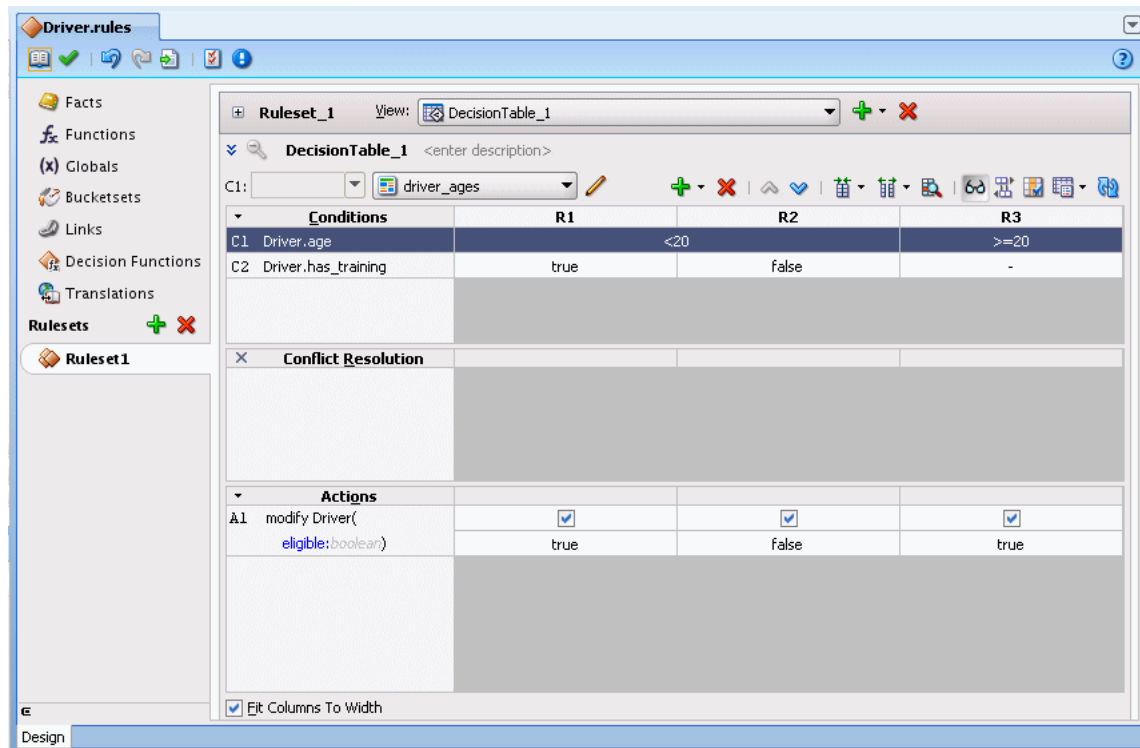 Driver.rules
Facts
Functions
Globals
Bucketsets
Links
Decision Functions
Translations
Rulesets
Ruleset1
Ruleset_1 View: DecisionTable_1
DecisionTable_1 <enter description>
C1: driver_ages
Conditions R1 R2 R3
C1 Driver.age <20 >=20
C2 Driver.has_training true false -
Conflict Resolution
Actions
A1 modify Driver(
eligible:boolean) true false true
Fit Columns To Width
Design